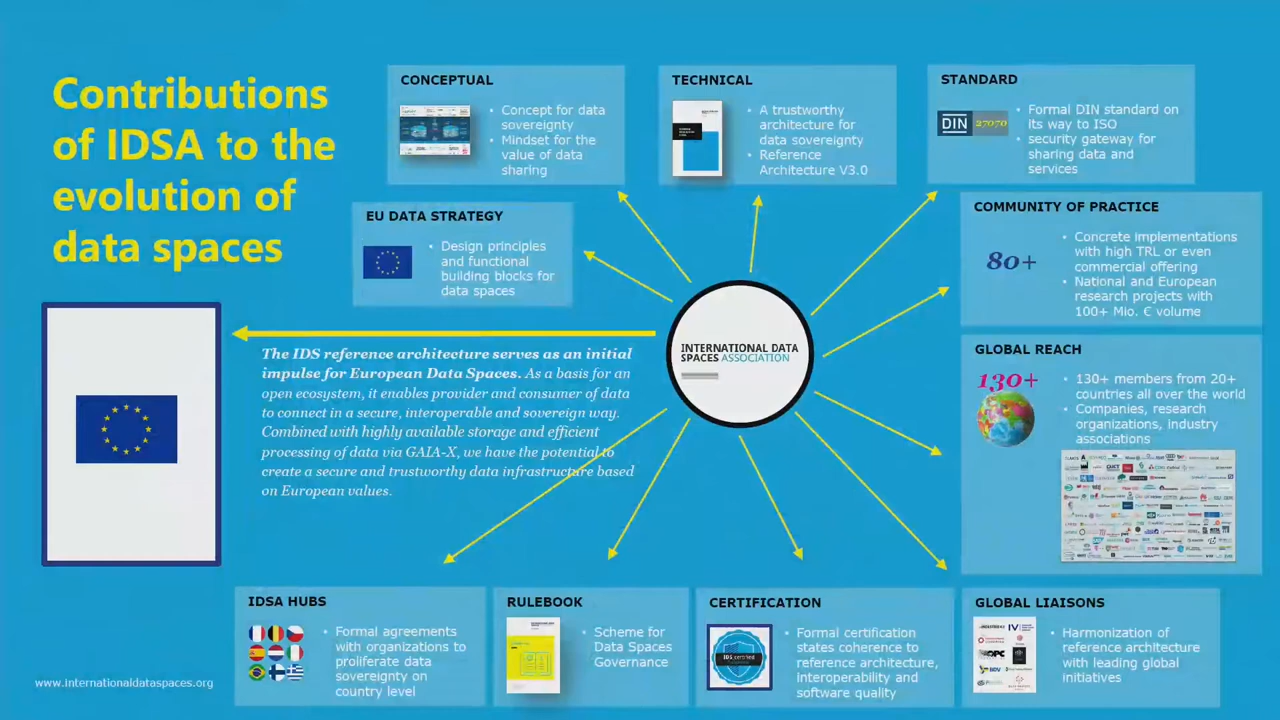 Contributions
of IDSA to the
evolution of
data spaces
CONCEPTUAL
• Concept for data
sovereignty
• Mindset for the
value of data
sharing
TECHNICAL
• A trustworthy
architecture for
data sovereignty
• Reference
Architecture V3.0
STANDARD
DIN 27070
• Formal DIN standard on
its way to ISO
• security gateway for
sharing data and
services
EU DATA STRATEGY
• Design principles
and functional
building blocks for
data spaces
COMMUNITY OF PRACTICE
80+
• Concrete implementations
with high TRL or even
commercial offering
• National and European
research projects with
100+ Mio. € volume
INTERNATIONAL DATA
SPACES ASSOCIATION
The IDS reference architecture serves as an initial
impulse for European Data Spaces. As a basis for an
open ecosystem, it enables provider and consumer of data
to connect in a secure, interoperable and sovereign way.
Combined with highly available storage and efficient
processing of data via GAIA-X, we have the potential to
create a secure and trustworthy data infrastructure based
on European values.
GLOBAL REACH
130+
• 130+ members from 20+
countries all over the world
• Companies, research
organizations, industry
associations
IDSA HUBS
• Formal agreements
with organizations to
proliferate data
sovereignty on
country level
RULEBOOK
• Scheme for
Data Spaces
Governance
CERTIFICATION
IDS certified
• Formal certification
states coherence to
reference architecture,
interoperability and
software quality
GLOBAL LIAISONS
IV
OPC
BDV
• Harmonization of
reference architecture
with leading global
initiatives
www.internationaldataspaces.org